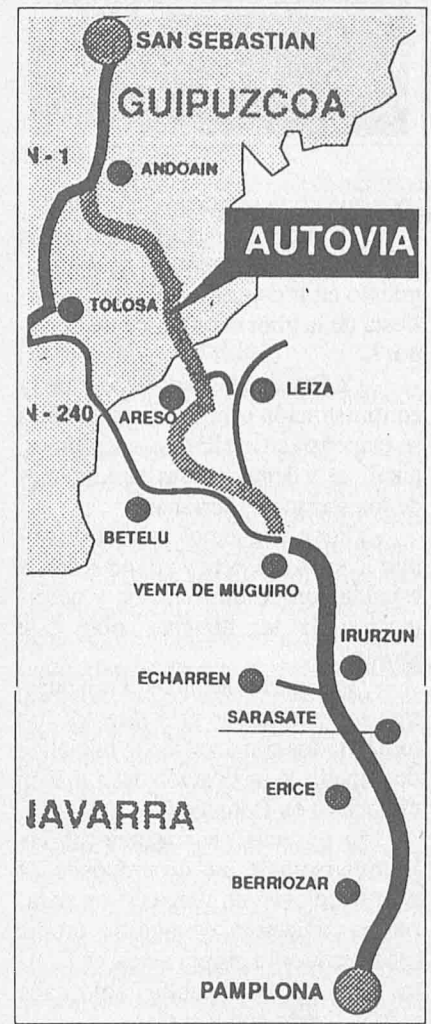 SAN SEBASTIAN
GUIPUZCOA
N - 1
ANDOAIN
AUTOVIA
TOLOSA
LEIZA
N - 240
ARESO
BETELU
VENTA DE MUGUIRO
IRURZUN
ECHARREN
SARASATE
ERICE
NAVARRA
BERRIOZAR
PAMPLONA